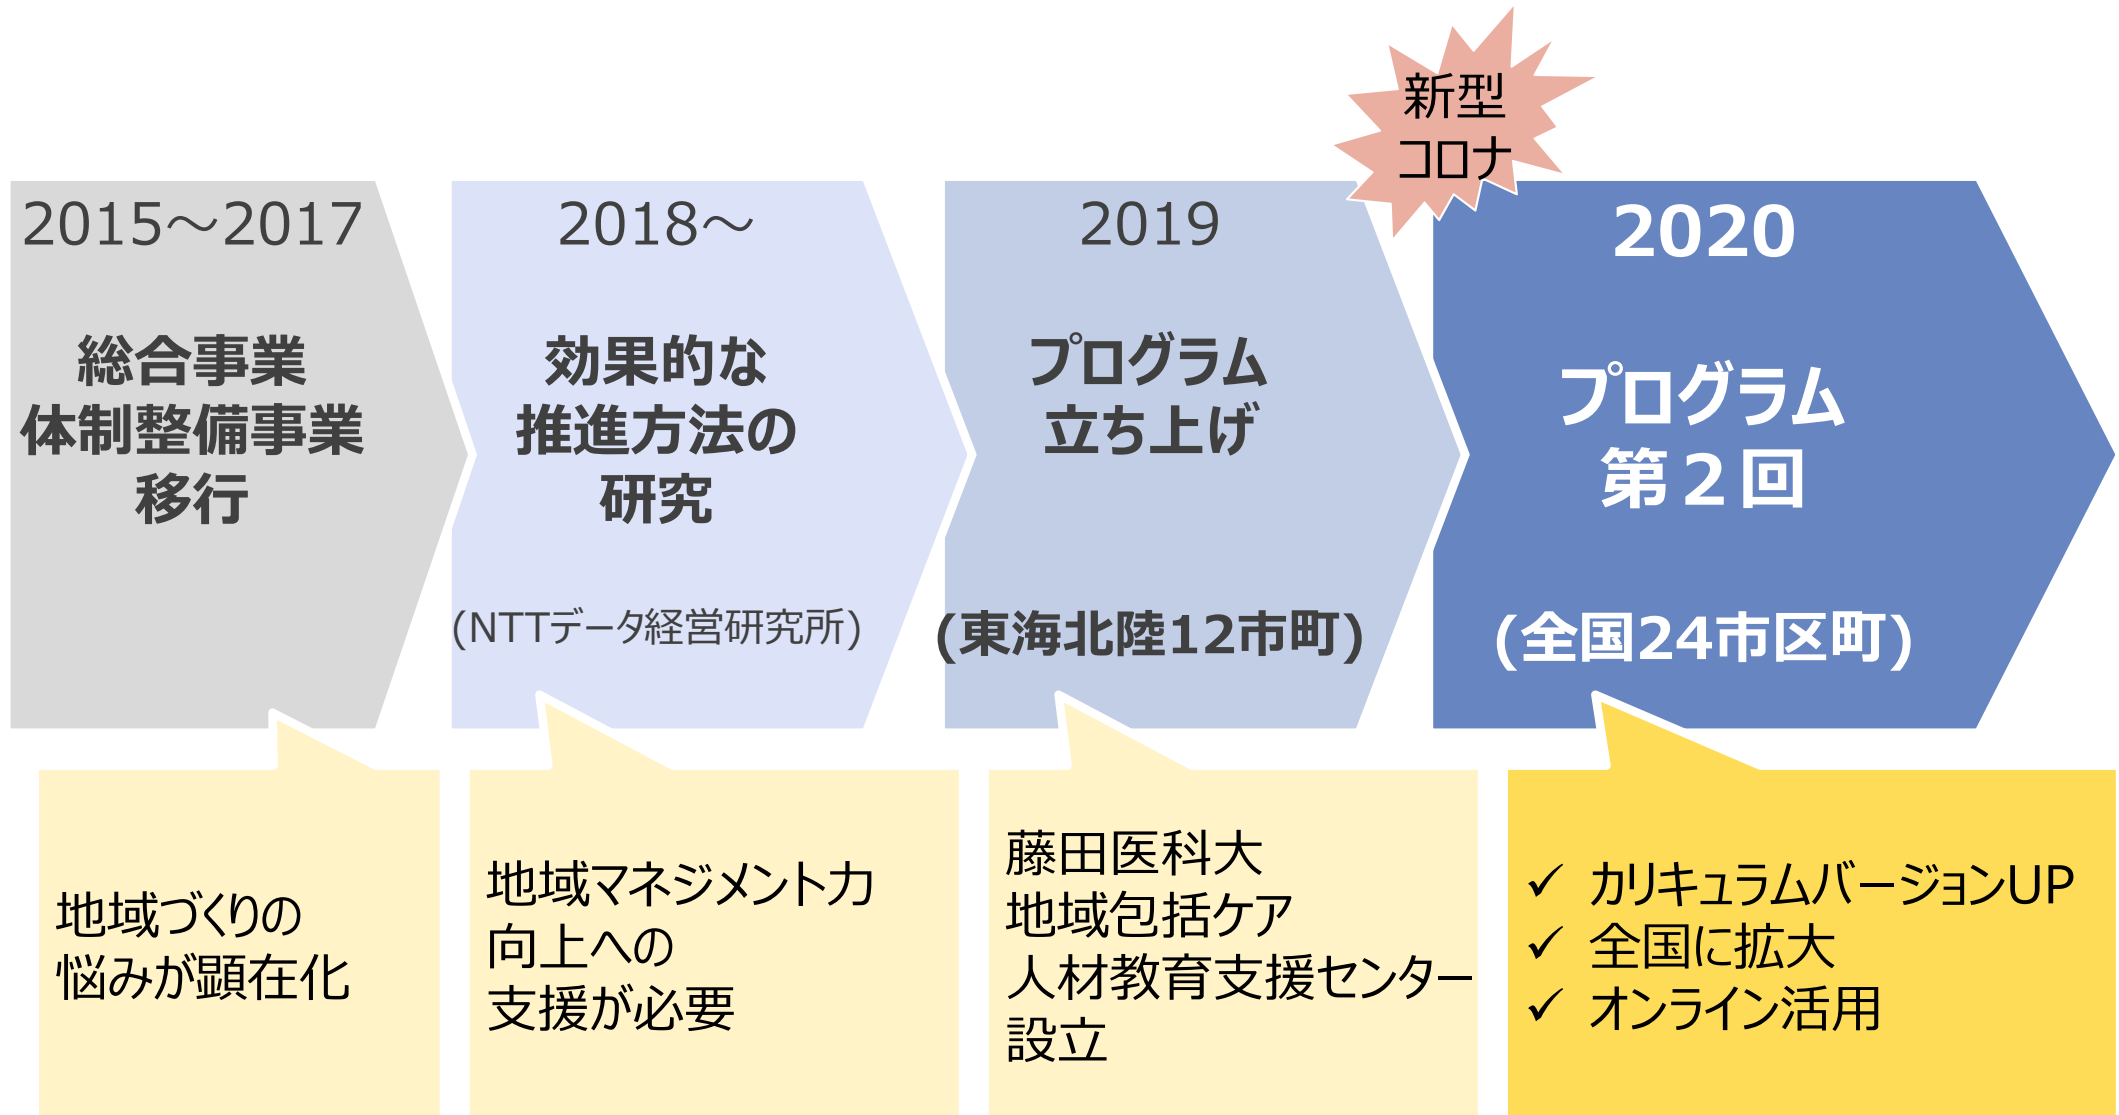 新型
コロナ
2015～2017
総合事業
体制整備事業
移行
2018～
効果的な
推進方法の
研究
(NTTデータ経営研究所)
2019
プログラム
立ち上げ
(東海北陸12市町)
2020
プログラム
第２回
(全国24市区町)
地域づくりの
悩みが顕在化
地域マネジメント力
向上への
支援が必要
藤田医科大
地域包括ケア
人材教育支援センター
設立
✓ カリキュラムバージョンUP
✓ 全国に拡大
✓ オンライン活用